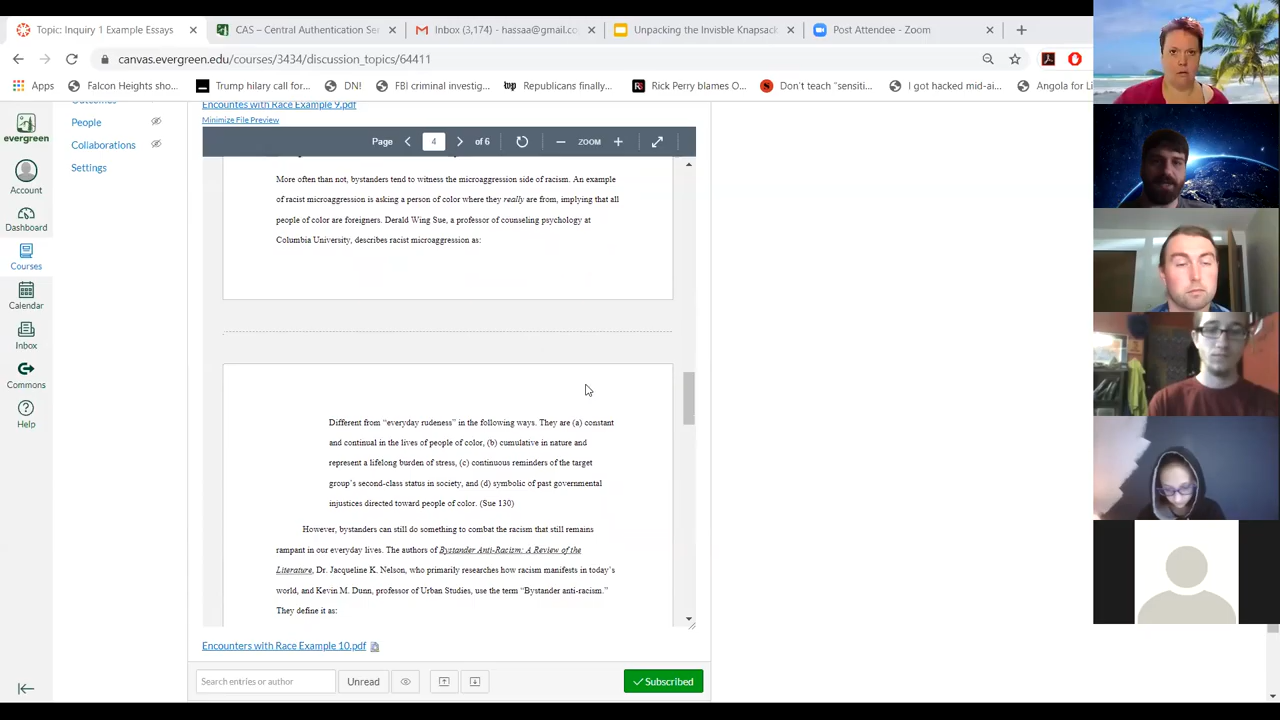 Topic: Inquiry 1 Example Essays
CAS – Central Authentication Ser
Inbox (3,174) - hassaa@gmail.co
Unpacking the Invisble Knapsack
Post Attendee - Zoom
canvas.evergreen.edu/courses/3434/discussion_topics/64411
Apps
Falcon Heights sho...
Trump hilary call for...
DN!
FBI criminal investig...
Republicans finally...
Rick Perry blames O...
Don't teach "sensiti...
I got hacked mid-ai...
Angola for Li
Outcomes
People
Collaborations
Settings
evergreen
Account
Dashboard
Courses
Calendar
Inbox
Commons
Help
Encountes with Race Example 9.pdf
Minimize File Preview
Page
4
of 6
ZOOM
More often than not, bystanders tend to witness the microaggression side of racism. An example
of racist microaggression is asking a person of color where they really are from, implying that all
people of color are foreigners. Derald Wing Sue, a professor of counseling psychology at
Columbia University, describes racist microaggression as:
Different from “everyday rudeness” in the following ways. They are (a) constant
and continual in the lives of people of color, (b) cumulative in nature and
represent a lifelong burden of stress, (c) continuous reminders of the target
group’s second-class status in society, and (d) symbolic of past governmental
injustices directed toward people of color. (Sue 130)
However, bystanders can still do something to combat the racism that still remains
rampant in our everyday lives. The authors of Bystander Anti-Racism: A Review of the
Literature, Dr. Jacqueline K. Nelson, who primarily researches how racism manifests in today’s
world, and Kevin M. Dunn, professor of Urban Studies, use the term “Bystander anti-racism.”
They define it as:
Encounters with Race Example 10.pdf
Search entries or author
Unread
Subscribed